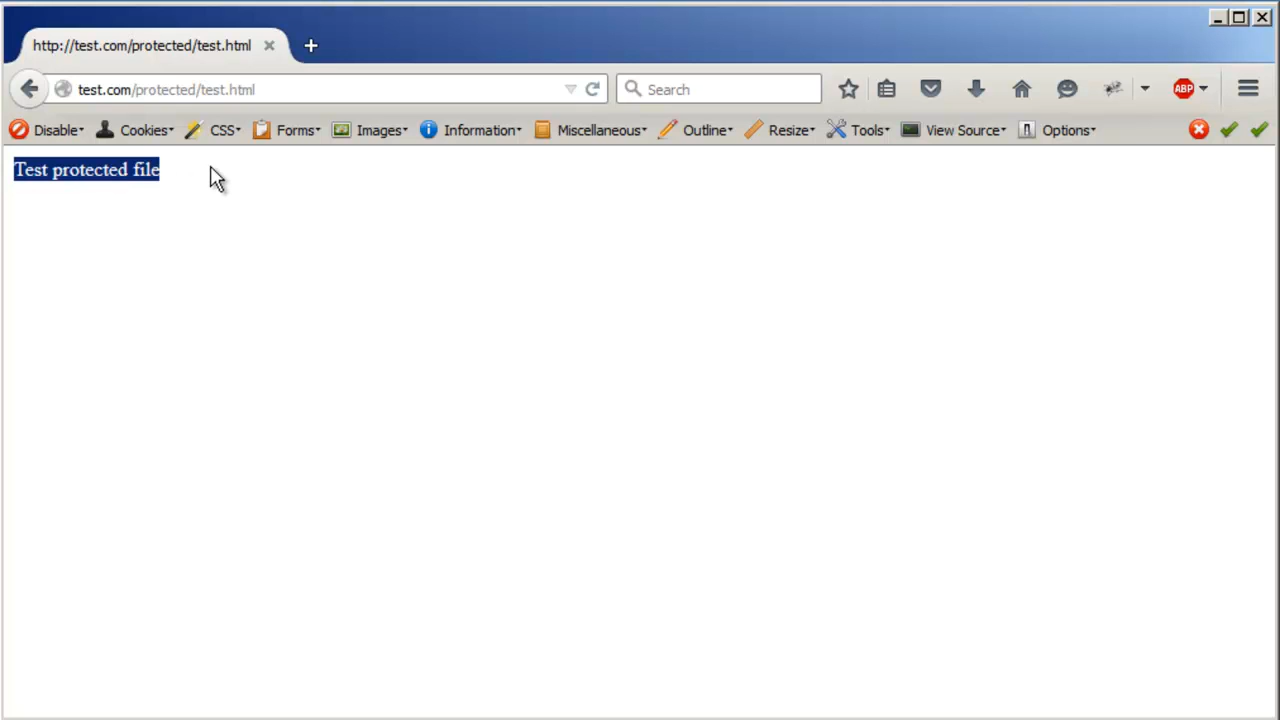 http://test.com/protected/test.html
test.com/protected/test.html
Search
ABP
Disable
Cookies
CSS
Forms
Images
Information
Miscellaneous
Outline
Resize
Tools
View Source
Options
Test protected file